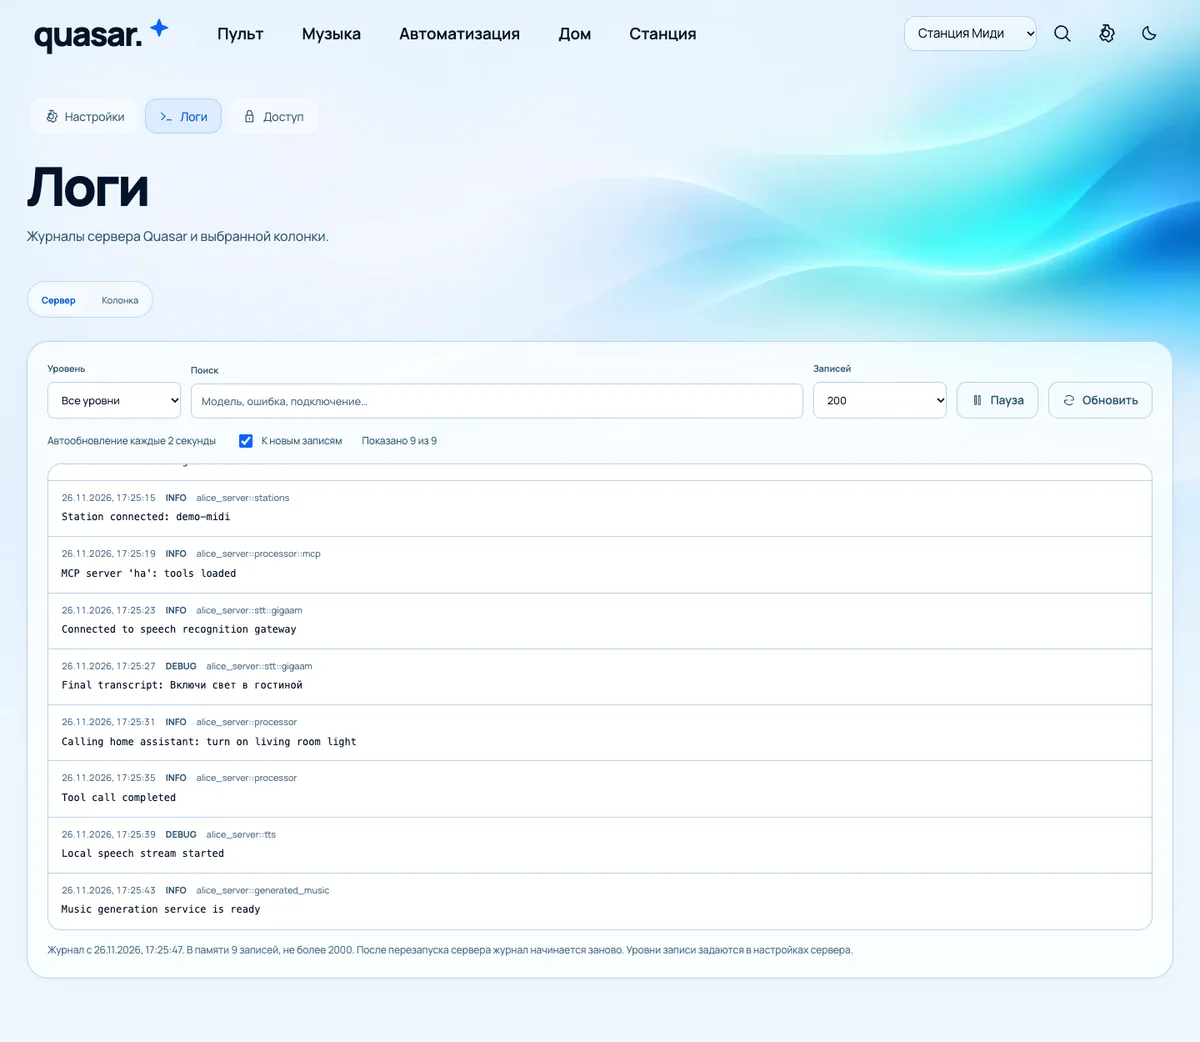 quasar.
Пульт Музыка Автоматизация Дом Станция
Станция Миди
Настройки Логи Доступ
Логи
Журналы сервера Quasar и выбранной колонки.
Сервер Колонка
Уровень Поиск Записей
Все уровни Модель, ошибка, подключение... 200 Пауза Обновить
Автообновление каждые 2 секунды К новым записям Показано 9 из 9
26.11.2026, 17:25:15 INFO alice_server::stations
Station connected: demo-midi
26.11.2026, 17:25:19 INFO alice_server::processor::mcp
MCP server 'ha': tools loaded
26.11.2026, 17:25:23 INFO alice_server::stt::gigaam
Connected to speech recognition gateway
26.11.2026, 17:25:27 DEBUG alice_server::stt::gigaam
Final transcript: Включи свет в гостиной
26.11.2026, 17:25:31 INFO alice_server::processor
Calling home assistant: turn on living room light
26.11.2026, 17:25:35 INFO alice_server::processor
Tool call completed
26.11.2026, 17:25:39 DEBUG alice_server::tts
Local speech stream started
26.11.2026, 17:25:43 INFO alice_server::generated_music
Music generation service is ready
Журнал с 26.11.2026, 17:25:47. В памяти 9 записей, не более 2000. После перезапуска сервера журнал начинается заново. Уровни записи задаются в настройках сервера.